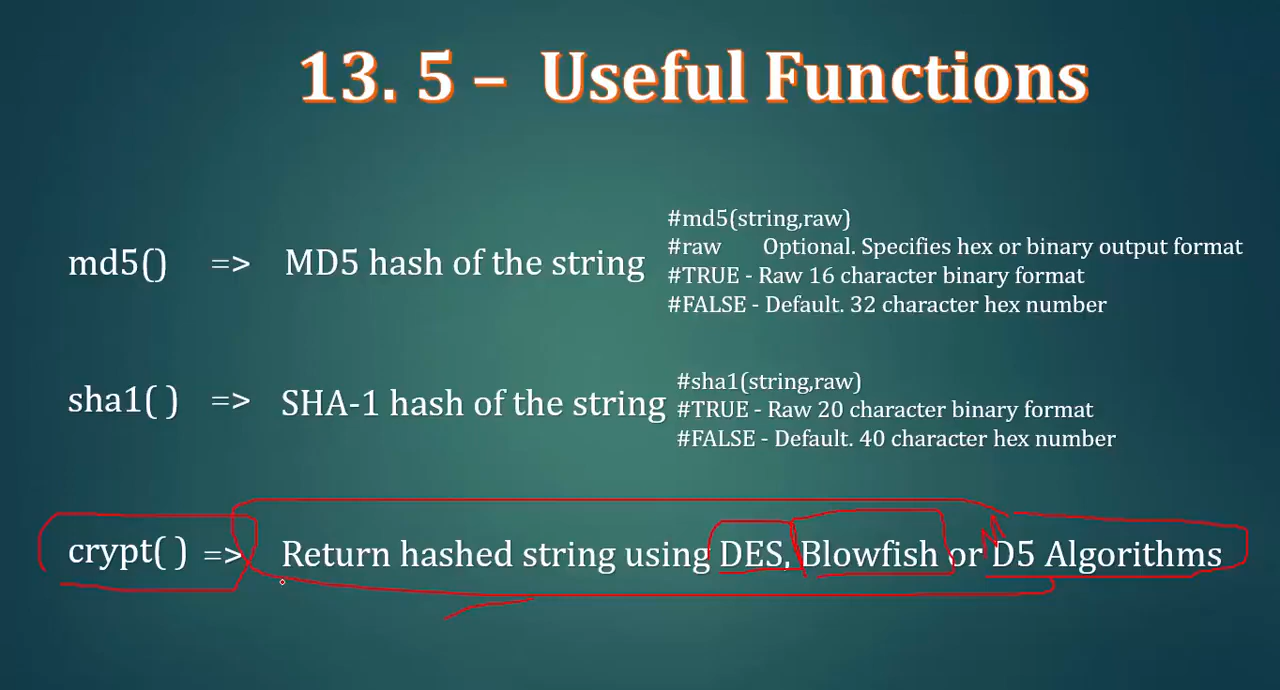 13. 5 – Useful Functions
#md5(string,raw)
#raw Optional. Specifies hex or binary output format
md5() => MD5 hash of the string
#TRUE - Raw 16 character binary format
#FALSE - Default. 32 character hex number
#sha1(string,raw)
sha1( ) => SHA-1 hash of the string
#TRUE - Raw 20 character binary format
#FALSE - Default. 40 character hex number
crypt( ) => Return hashed string using DES, Blowfish or MD5 Algorithms